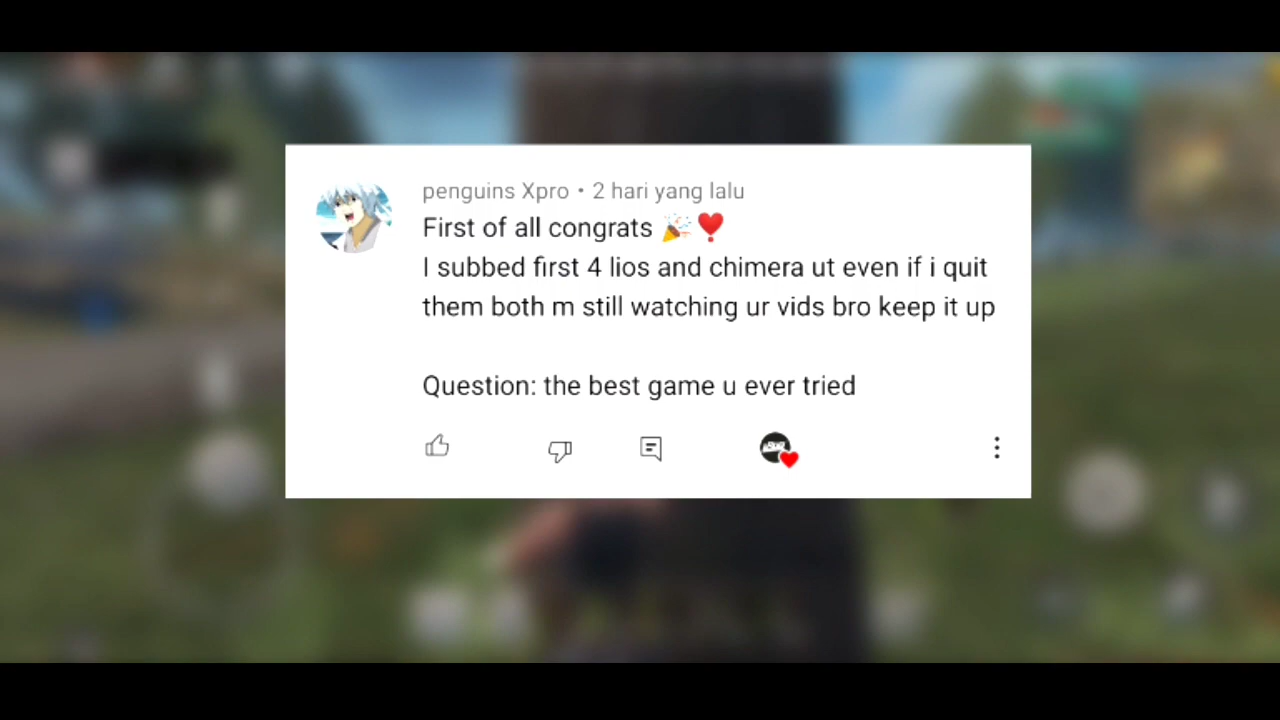 penguins Xpro • 2 hari yang lalu
First of all congrats 🎉❣️
I subbed first 4 lios and chimera ut even if i quit
them both m still watching ur vids bro keep it up
Question: the best game u ever tried